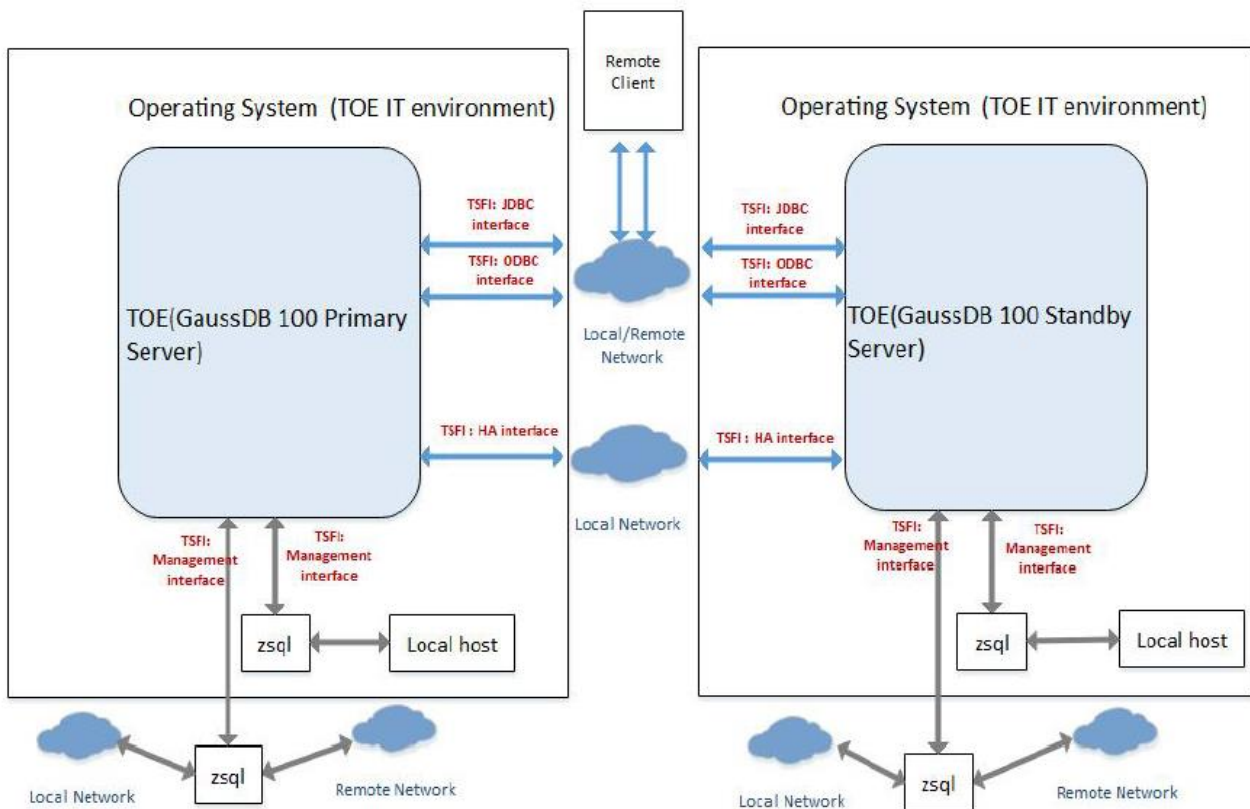 Remote
Client
Operating System (TOE IT environment)
Operating System (TOE IT environment)
TSFI: JDBC
interface
TSFI: ODBC
interface
TSFI: JDBC
interface
TSFI: ODBC
interface
TOE(GaussDB 100 Primary
Server)
Local/Remote
Network
TOE(GaussDB 100 Standby
Server)
TSFI : HA interface
TSFI : HA interface
Local Network
TSFI:
Management
interface
TSFI:
Management
interface
TSFI:
Management
interface
TSFI:
Management
interface
zsql
Local host
zsql
Local host
Local Network
zsql
Remote Network
Local Network
zsql
Remote Network